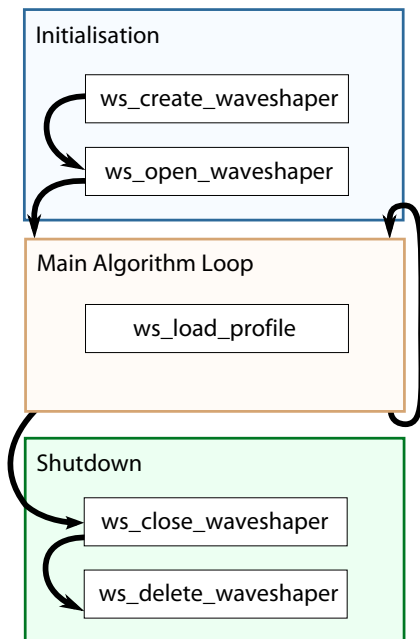 Initialisation
ws_create_waveshaper
ws_open_waveshaper
Main Algorithm Loop
ws_load_profile
Shutdown
ws_close_waveshaper
ws_delete_waveshaper